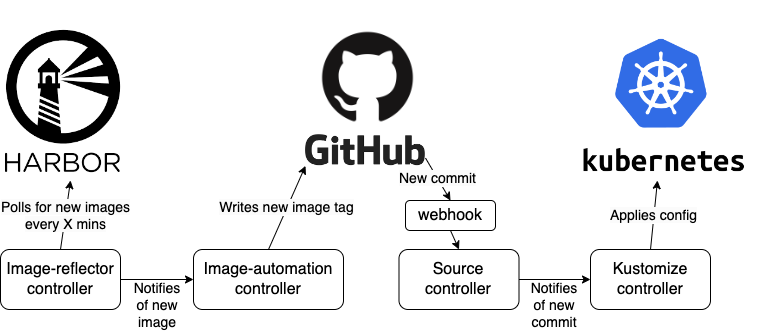 HARBOR
GitHub
kubernetes
Polls for new images
every X mins
Writes new image tag
New commit
webhook
Applies config
Image-reflector
controller
Notifies
of new
image
Image-automation
controller
Source
controller
Notifies
of new
commit
Kustomize
controller